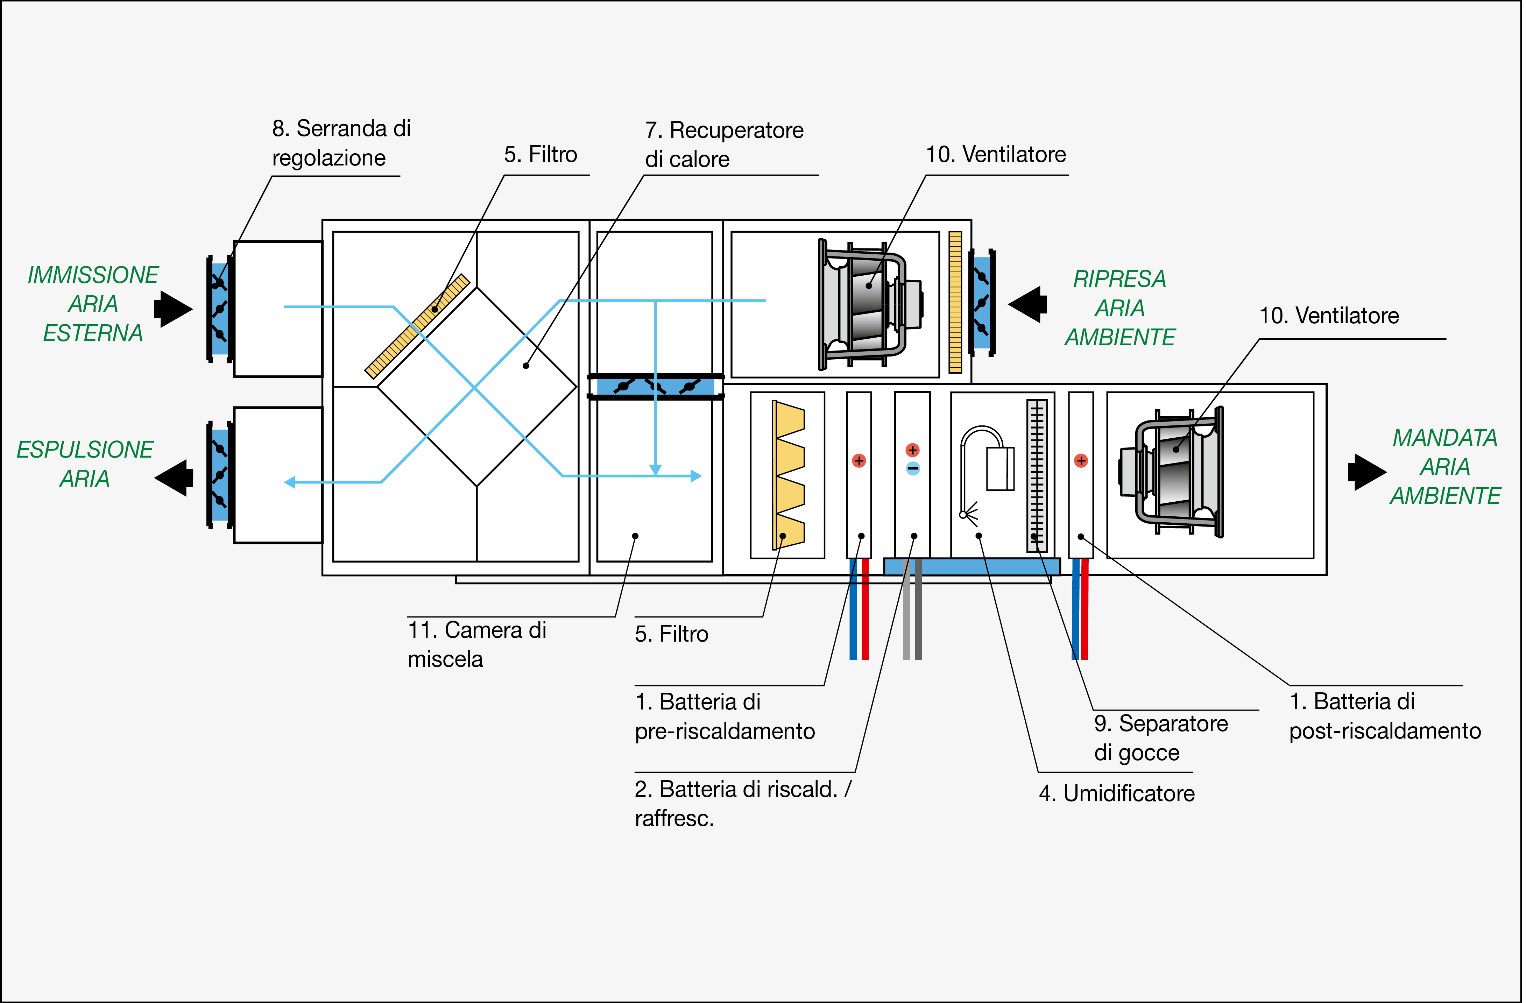 8. Serranda di
regolazione
5. Filtro
7. Recuperatore
di calore
10. Ventilatore
IMMISSIONE
ARIA
ESTERNA
RIPRESA
ARIA
AMBIENTE
10. Ventilatore
ESPULSIONE
ARIA
MANDATA
ARIA
AMBIENTE
11. Camera di
miscela
5. Filtro
1. Batteria di
pre-riscaldamento
2. Batteria di riscald. /
raffresc.
4. Umidificatore
9. Separatore
di gocce
1. Batteria di
post-riscaldamento